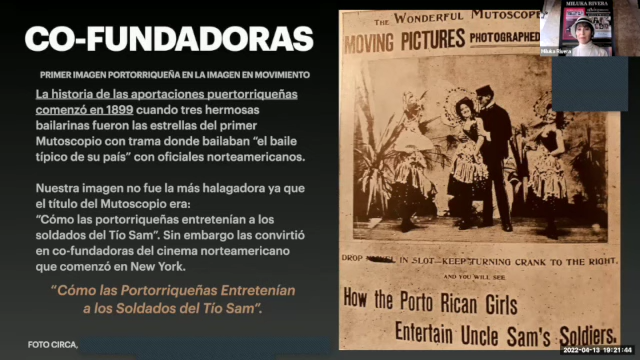 CO-FUNDADORAS
PRIMER IMAGEN PORTORRIQUEÑA EN LA IMAGEN EN MOVIMIENTO
La historia de las aportaciones puertorriqueñas
comenzó en 1899 cuando tres hermosas
bailarinas fueron las estrellas del primer
Mutoscopio con trama donde bailaban “el baile
típico de su país” con oficiales norteamericanos.
Nuestra imagen no fue la más halagadora ya que
el título del Mutoscopio era:
“Cómo las portorriqueñas entretenían a los
soldados del Tío Sam”. Sin embargo las convirtió
en co-fundadoras del cinema norteamericano
que comenzó en New York.
“Cómo las Portorriqueñas Entretenían
a los Soldados del Tío Sam”.
FOTO CIRCA,
THE WONDERFUL MUTOSCOPE
MOVING PICTURES PHOTOGRAPHED
DROP IN SLOT—KEEP TURNING CRANK TO THE RIGHT.
AND YOU WILL SEE
How the Porto Rican Girls
Entertain Uncle Sam's Soldiers.
MILUKA RIVERA
Miluka Rivera
2022-04-13 19:21:44